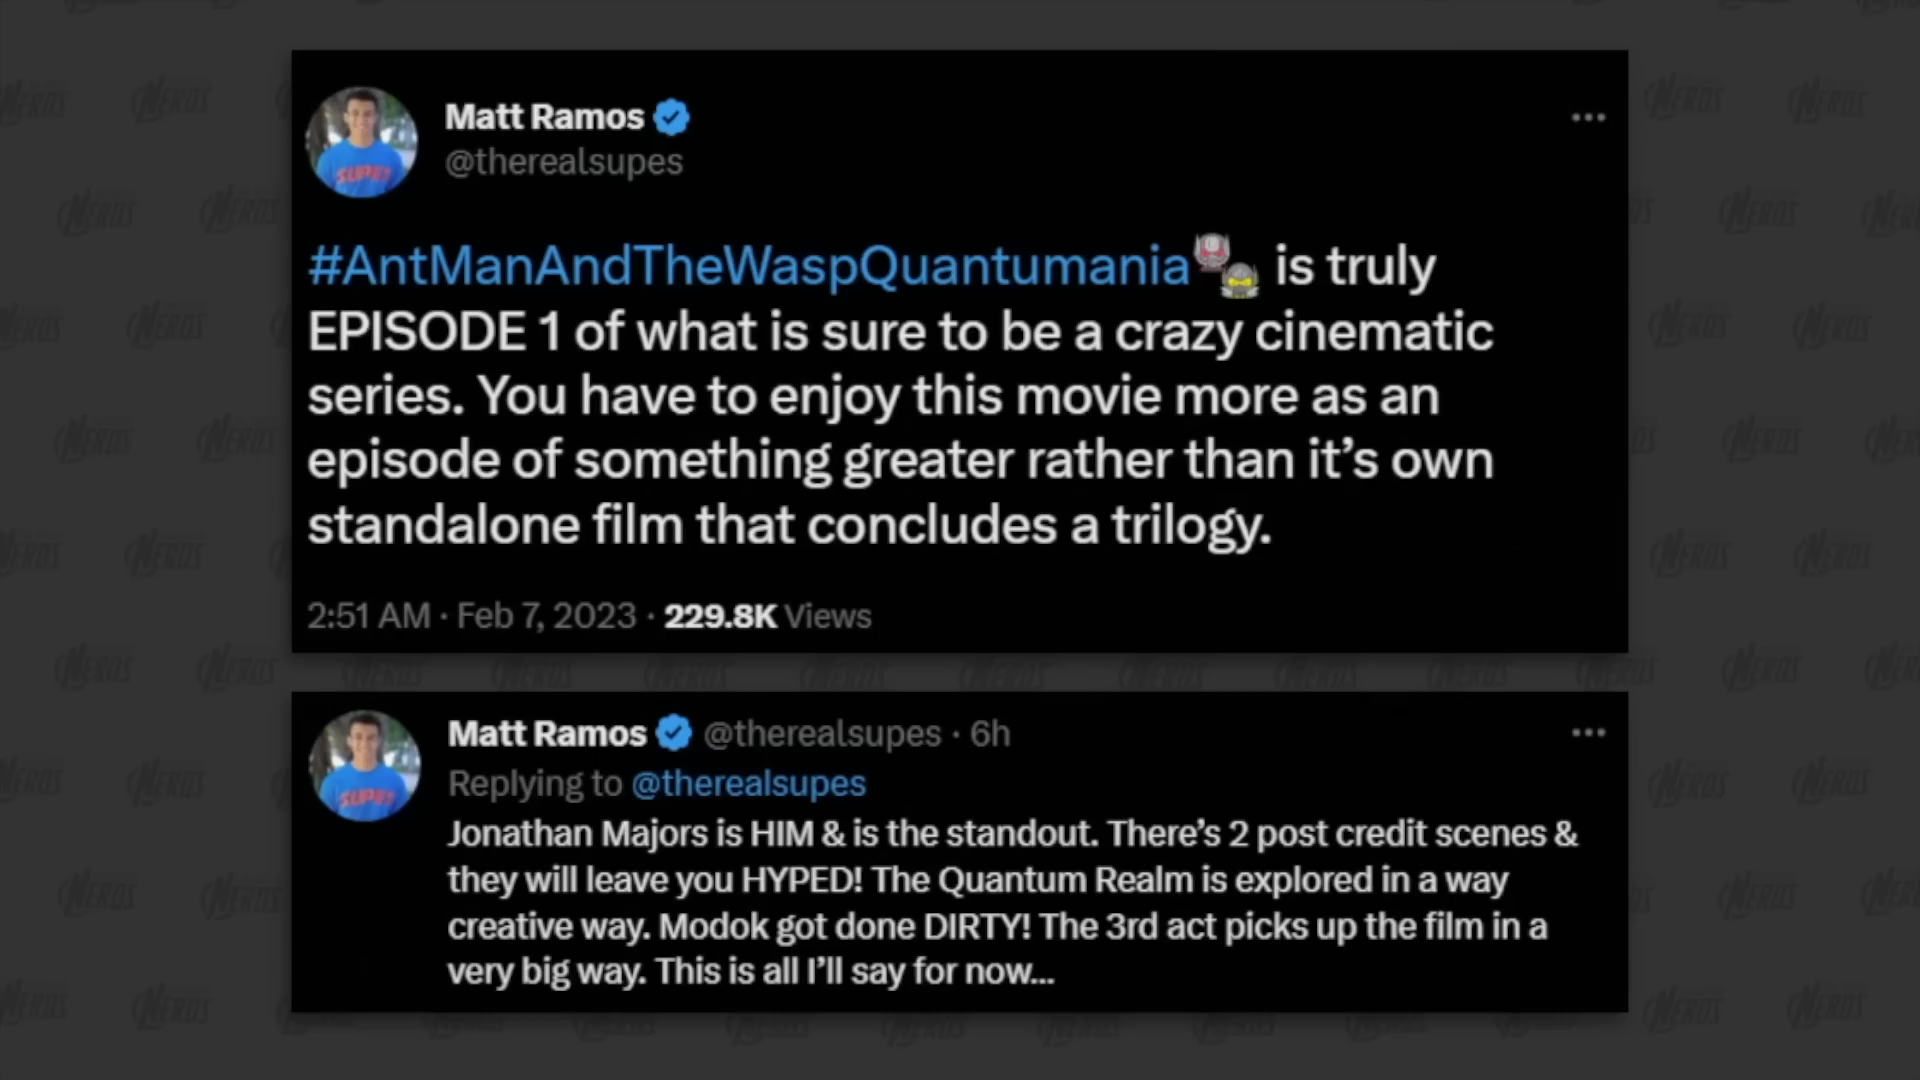 Matt Ramos
@therealsupes
#AntManAndTheWaspQuantumania is truly
EPISODE 1 of what is sure to be a crazy cinematic
series. You have to enjoy this movie more as an
episode of something greater rather than it’s own
standalone film that concludes a trilogy.
2:51 AM · Feb 7, 2023 · 229.8K Views
Matt Ramos @therealsupes · 6h
Replying to @therealsupes
Jonathan Majors is HIM & is the standout. There’s 2 post credit scenes &
they will leave you HYPED! The Quantum Realm is explored in a way
creative way. Modok got done DIRTY! The 3rd act picks up the film in a
very big way. This is all I’ll say for now...